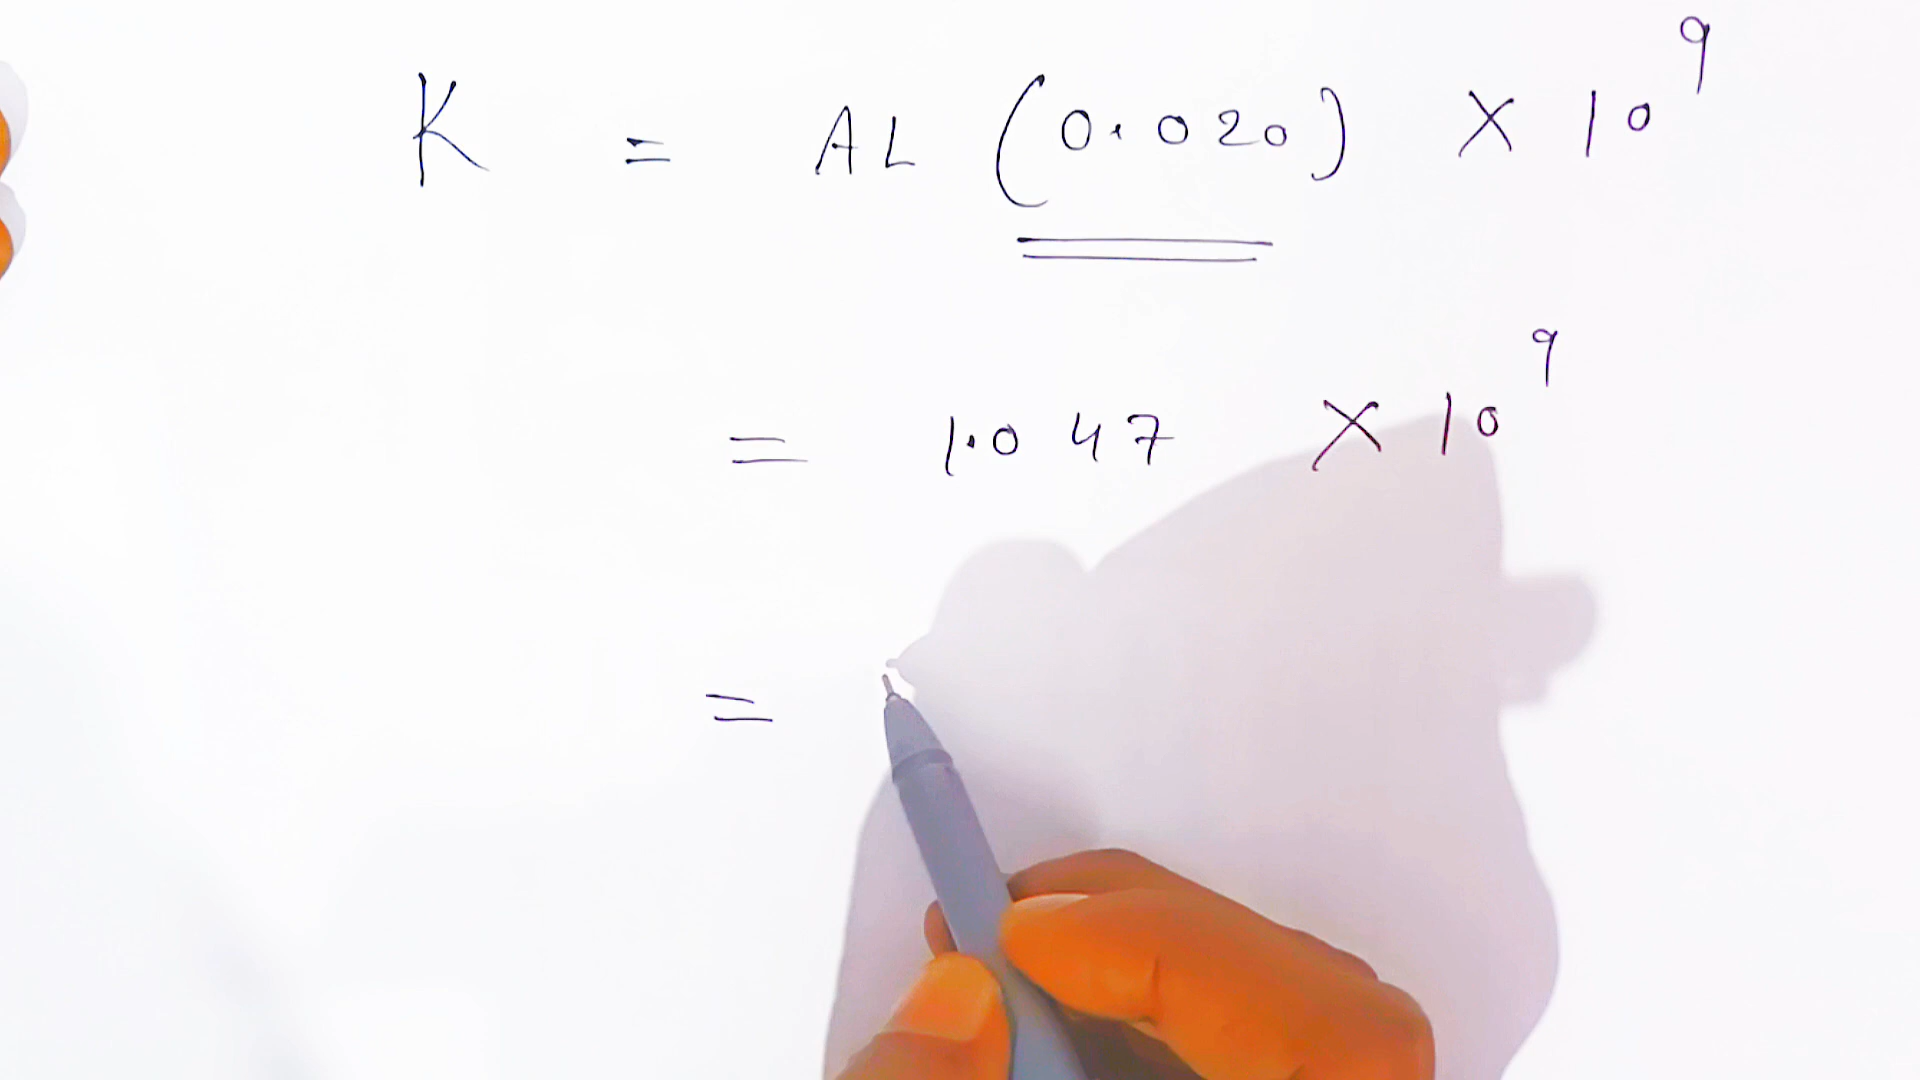 K = AL (0.020) X 10^9
= 1.047 X 10^9
=